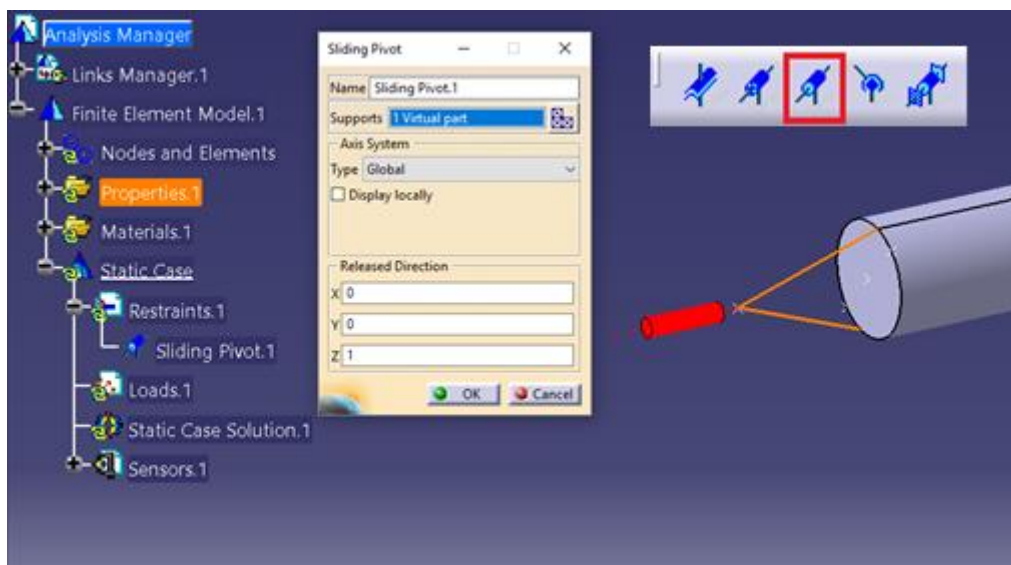 Analysis Manager
Links Manager.1
Finite Element Model.1
Nodes and Elements
Properties.1
Materials.1
Static Case
Restraints.1
Sliding Pivot.1
Loads.1
Static Case Solution.1
Sensors.1
Sliding Pivot
Name Sliding Pivot.1
Supports 1 Virtual part
Axis System
Type Global
Display locally
Released Direction
X 0
Y 0
Z 1
OK Cancel